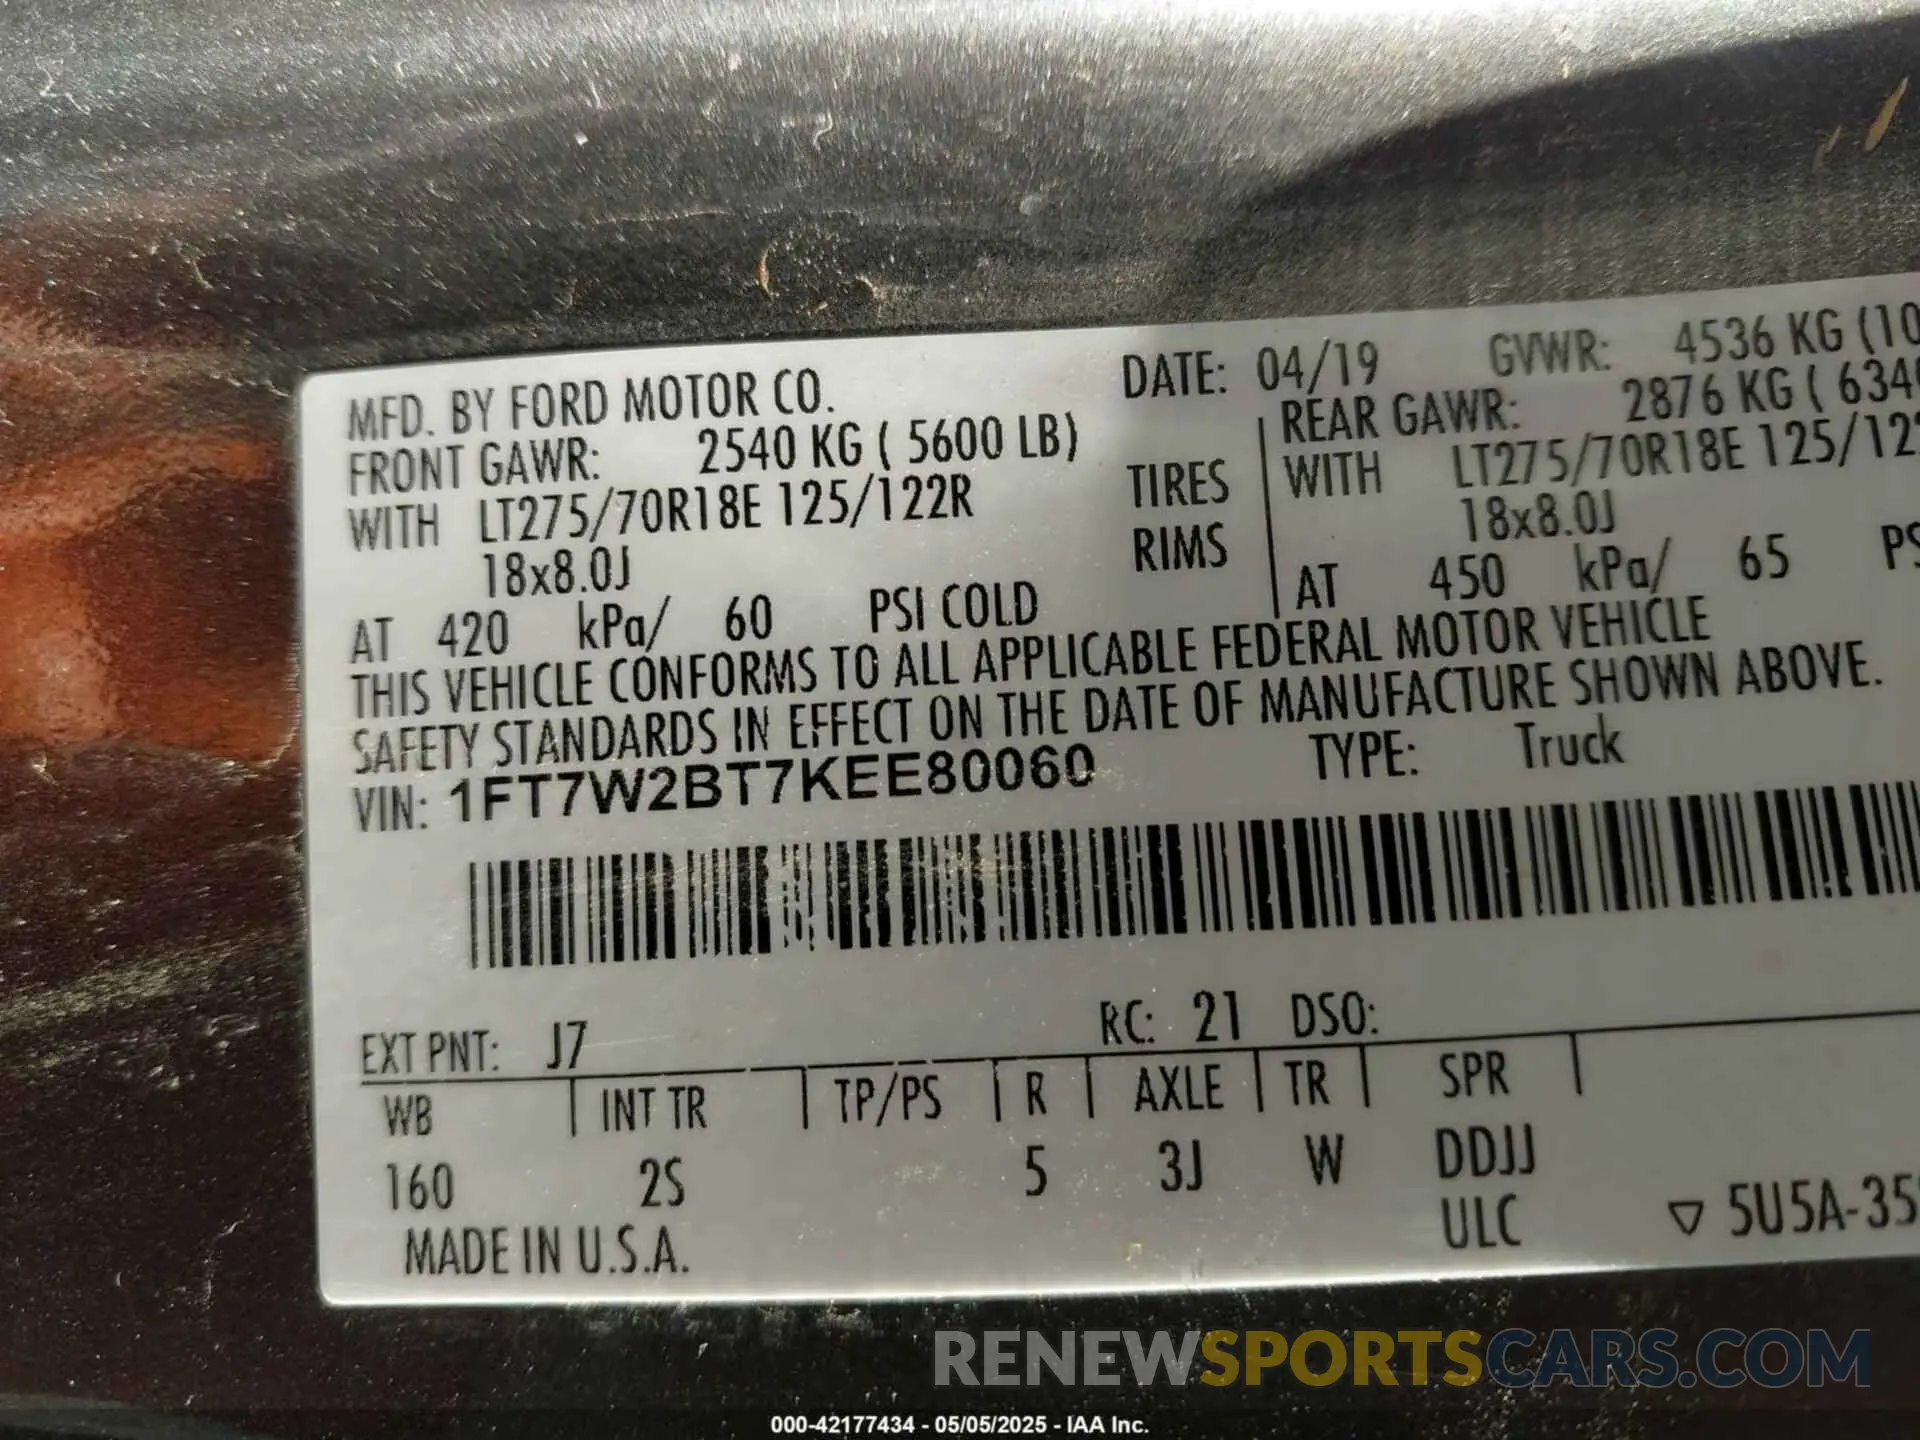 MFD. BY FORD MOTOR CO. DATE: 04/19 GVWR: 4536 KG (10
FRONT GAWR: 2540 KG ( 5600 LB) REAR GAWR: 2876 KG ( 634
WITH LT275/70R18E 125/122R TIRES WITH LT275/70R18E 125/12
18x8.0J RIMS 18x8.0J
AT 420 kPa/ 60 PSI COLD AT 450 kPa/ 65 PS
THIS VEHICLE CONFORMS TO ALL APPLICABLE FEDERAL MOTOR VEHICLE
SAFETY STANDARDS IN EFFECT ON THE DATE OF MANUFACTURE SHOWN ABOVE.
VIN: 1FT7W2BT7KEE80060 TYPE: Truck
EXT PNT: J7 RC: 21 DSO:
WB INT TR TP/PS R AXLE TR SPR
160 2S 5 3J W DDJJ
ULC ▽ 5U5A-35
MADE IN U.S.A.
RENEWSPORTSCARS.COM
000-42177434 - 05/05/2025 - IAA Inc.